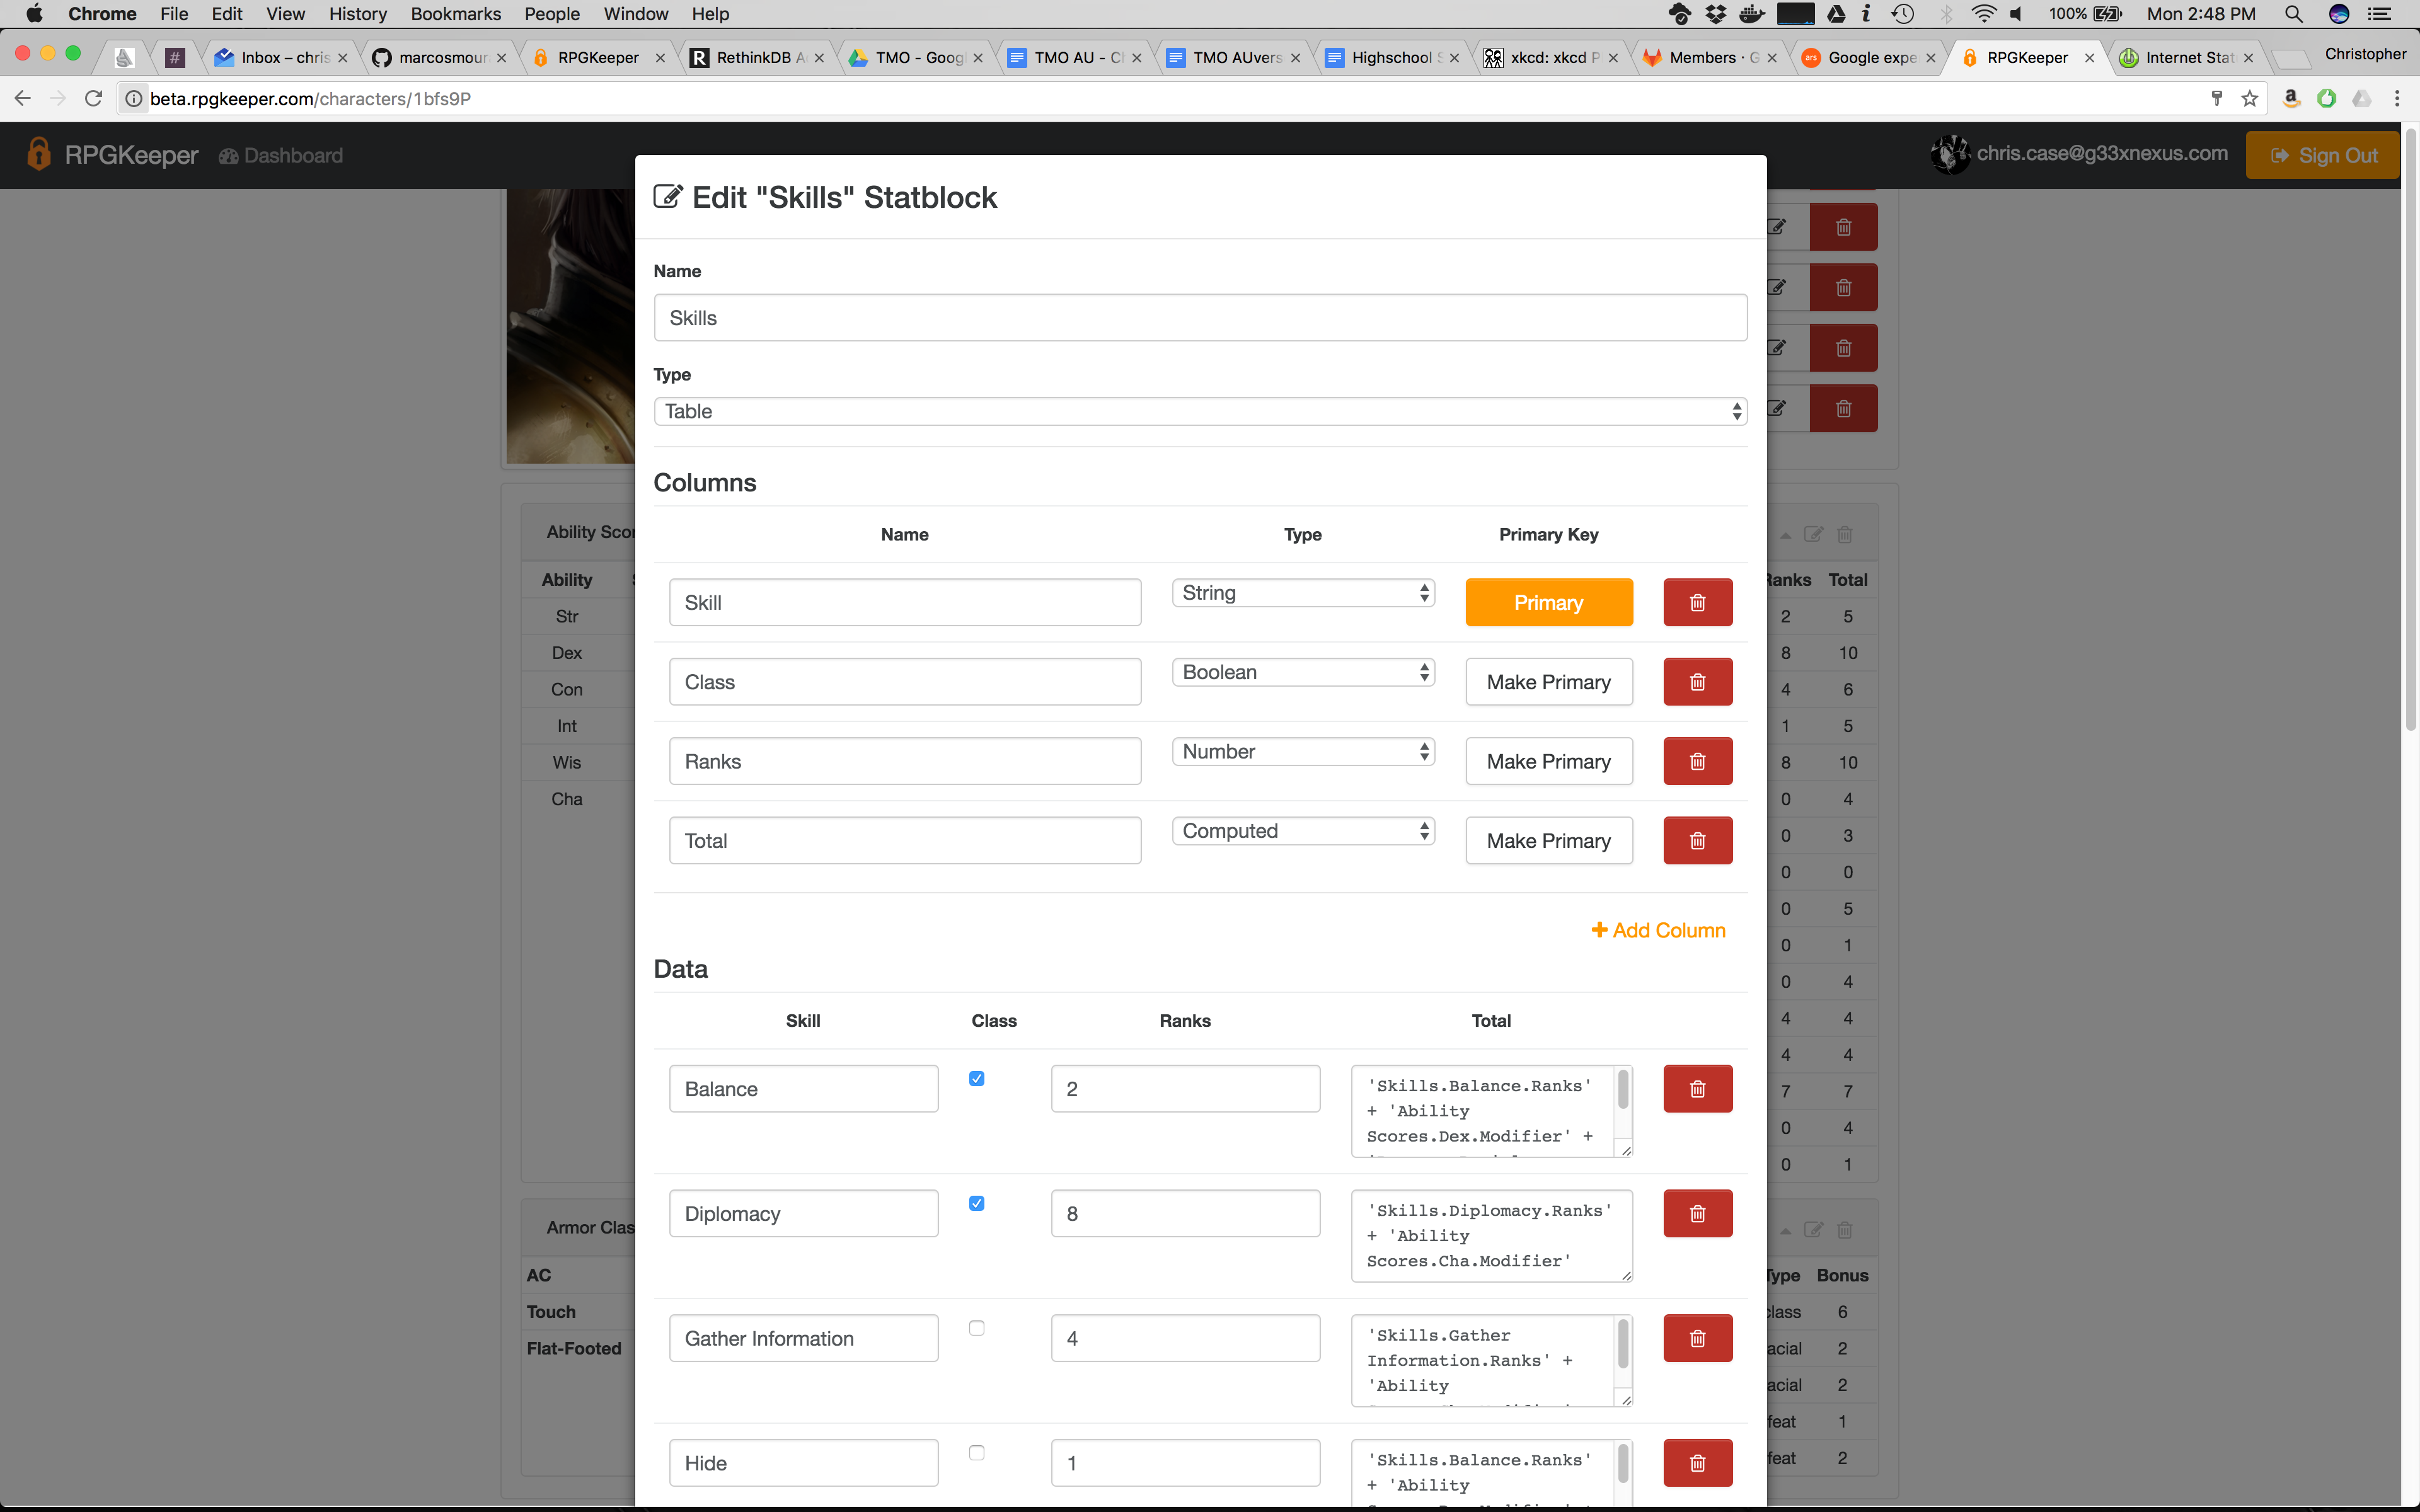 Chrome File Edit View History Bookmarks People Window Help 100% Mon 2:48 PM
Inbox – chris marcosmour RPGKeeper RethinkDB A TMO - Goog TMO AU - C TMO AUvers Highschool S xkcd: xkcd P Members · G Google expe RPGKeeper Internet Stat Christopher
beta.rpgkeeper.com/characters/1bfs9P
RPGKeeper Dashboard chris.case@g33xnexus.com Sign Out
Edit "Skills" Statblock
Name
Skills
Type
Table
Columns
Name Type Primary Key
Skill String Primary
Class Boolean Make Primary
Ranks Number Make Primary
Total Computed Make Primary
Add Column
Data
Skill Class Ranks Total
Balance 2 'Skills.Balance.Ranks'
+ 'Ability
Scores.Dex.Modifier' +
Diplomacy 8 'Skills.Diplomacy.Ranks'
+ 'Ability
Scores.Cha.Modifier'
Gather Information 4 'Skills.Gather
Information.Ranks' +
'Ability
Hide 1 'Skills.Balance.Ranks'
+ 'Ability
Ability Scor
Ability
Str
Dex
Con
Int
Wis
Cha
Armor Clas
AC
Touch
Flat-Footed
Ranks Total
2 5
8 10
4 6
1 5
8 10
0 4
0 3
0 0
0 5
0 1
0 4
4 4
4 4
7 7
0 4
0 1
Type Bonus
class 6
acial 2
acial 2
feat 1
feat 2